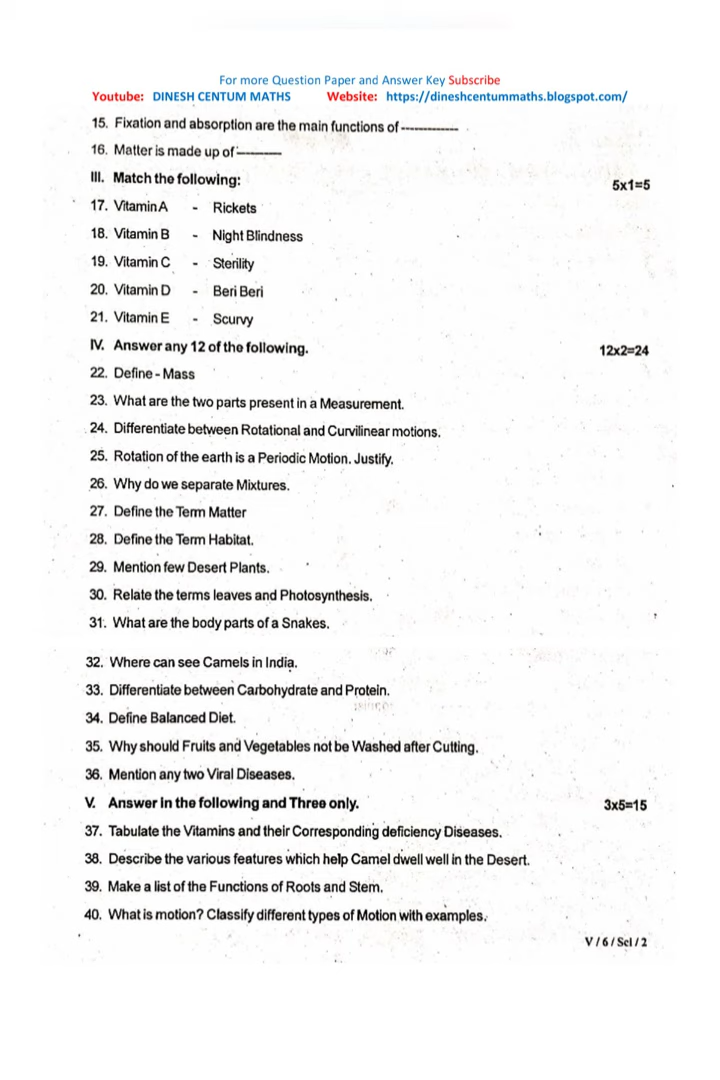 For more Question Paper and Answer Key Subscribe
Youtube: DINESH CENTUM MATHS Website: https://dineshcentummaths.blogspot.com/
15. Fixation and absorption are the main functions of ------------
16. Matter is made up of --------
III. Match the following: 5x1=5
17. Vitamin A - Rickets
18. Vitamin B - Night Blindness
19. Vitamin C - Sterility
20. Vitamin D - Beri Beri
21. Vitamin E - Scurvy
IV. Answer any 12 of the following. 12x2=24
22. Define - Mass
23. What are the two parts present in a Measurement.
24. Differentiate between Rotational and Curvilinear motions.
25. Rotation of the earth is a Periodic Motion. Justify.
26. Why do we separate Mixtures.
27. Define the Term Matter
28. Define the Term Habitat.
29. Mention few Desert Plants.
30. Relate the terms leaves and Photosynthesis.
31. What are the body parts of a Snakes.
32. Where can see Camels in India.
33. Differentiate between Carbohydrate and Protein.
34. Define Balanced Diet.
35. Why should Fruits and Vegetables not be Washed after Cutting.
36. Mention any two Viral Diseases.
V. Answer in the following and Three only. 3x5=15
37. Tabulate the Vitamins and their Corresponding deficiency Diseases.
38. Describe the various features which help Camel dwell well in the Desert.
39. Make a list of the Functions of Roots and Stem.
40. What is motion? Classify different types of Motion with examples.
V / 6 / Sci / 2